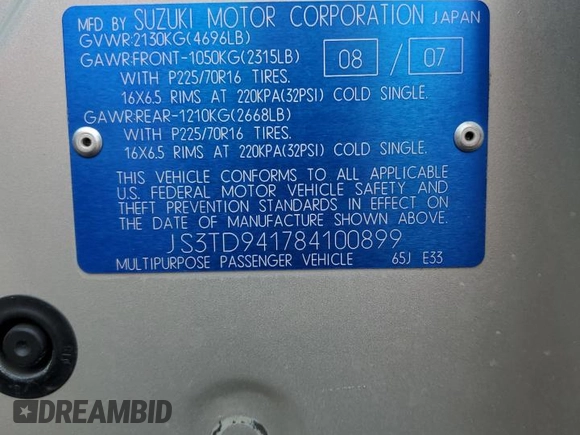 MFD BY SUZUKI MOTOR CORPORATION JAPAN
GVWR:2130KG(4696LB)
GAWR:FRONT-1050KG(2315LB) 08 / 07
WITH P225/70R16 TIRES.
16X6.5 RIMS AT 220KPA(32PSI) COLD SINGLE.
GAWR:REAR-1210KG(2668LB)
WITH P225/70R16 TIRES.
16X6.5 RIMS AT 220KPA(32PSI) COLD SINGLE.
THIS VEHICLE CONFORMS TO ALL APPLICABLE
U.S. FEDERAL MOTOR VEHICLE SAFETY AND
THEFT PREVENTION STANDARDS IN EFFECT ON
THE DATE OF MANUFACTURE SHOWN ABOVE.
JS3TD941784100899
MULTIPURPOSE PASSENGER VEHICLE 65J E33
DREAMBID